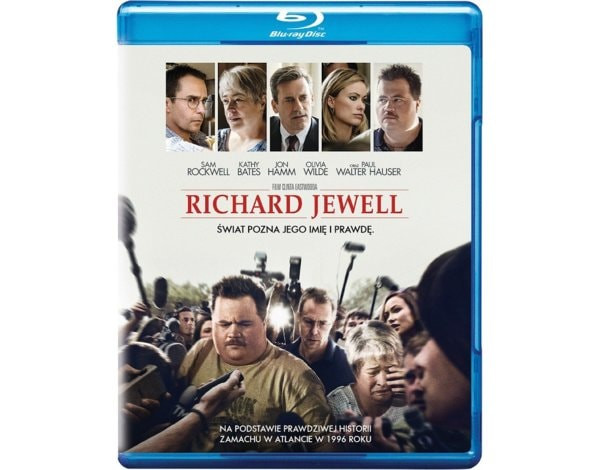 Blu-ray Disc
SAM KATHY JON OLIVIA ORAZ PAUL
ROCKWELL BATES HAMM WILDE WALTER HAUSER
FILM CLINTA EASTWOODA
RICHARD JEWELL
ŚWIAT POZNA JEGO IMIĘ I PRAWDĘ.
NA PODSTAWIE PRAWDZIWEJ HISTORII
ZAMACHU W ATLANCIE W 1996 ROKU